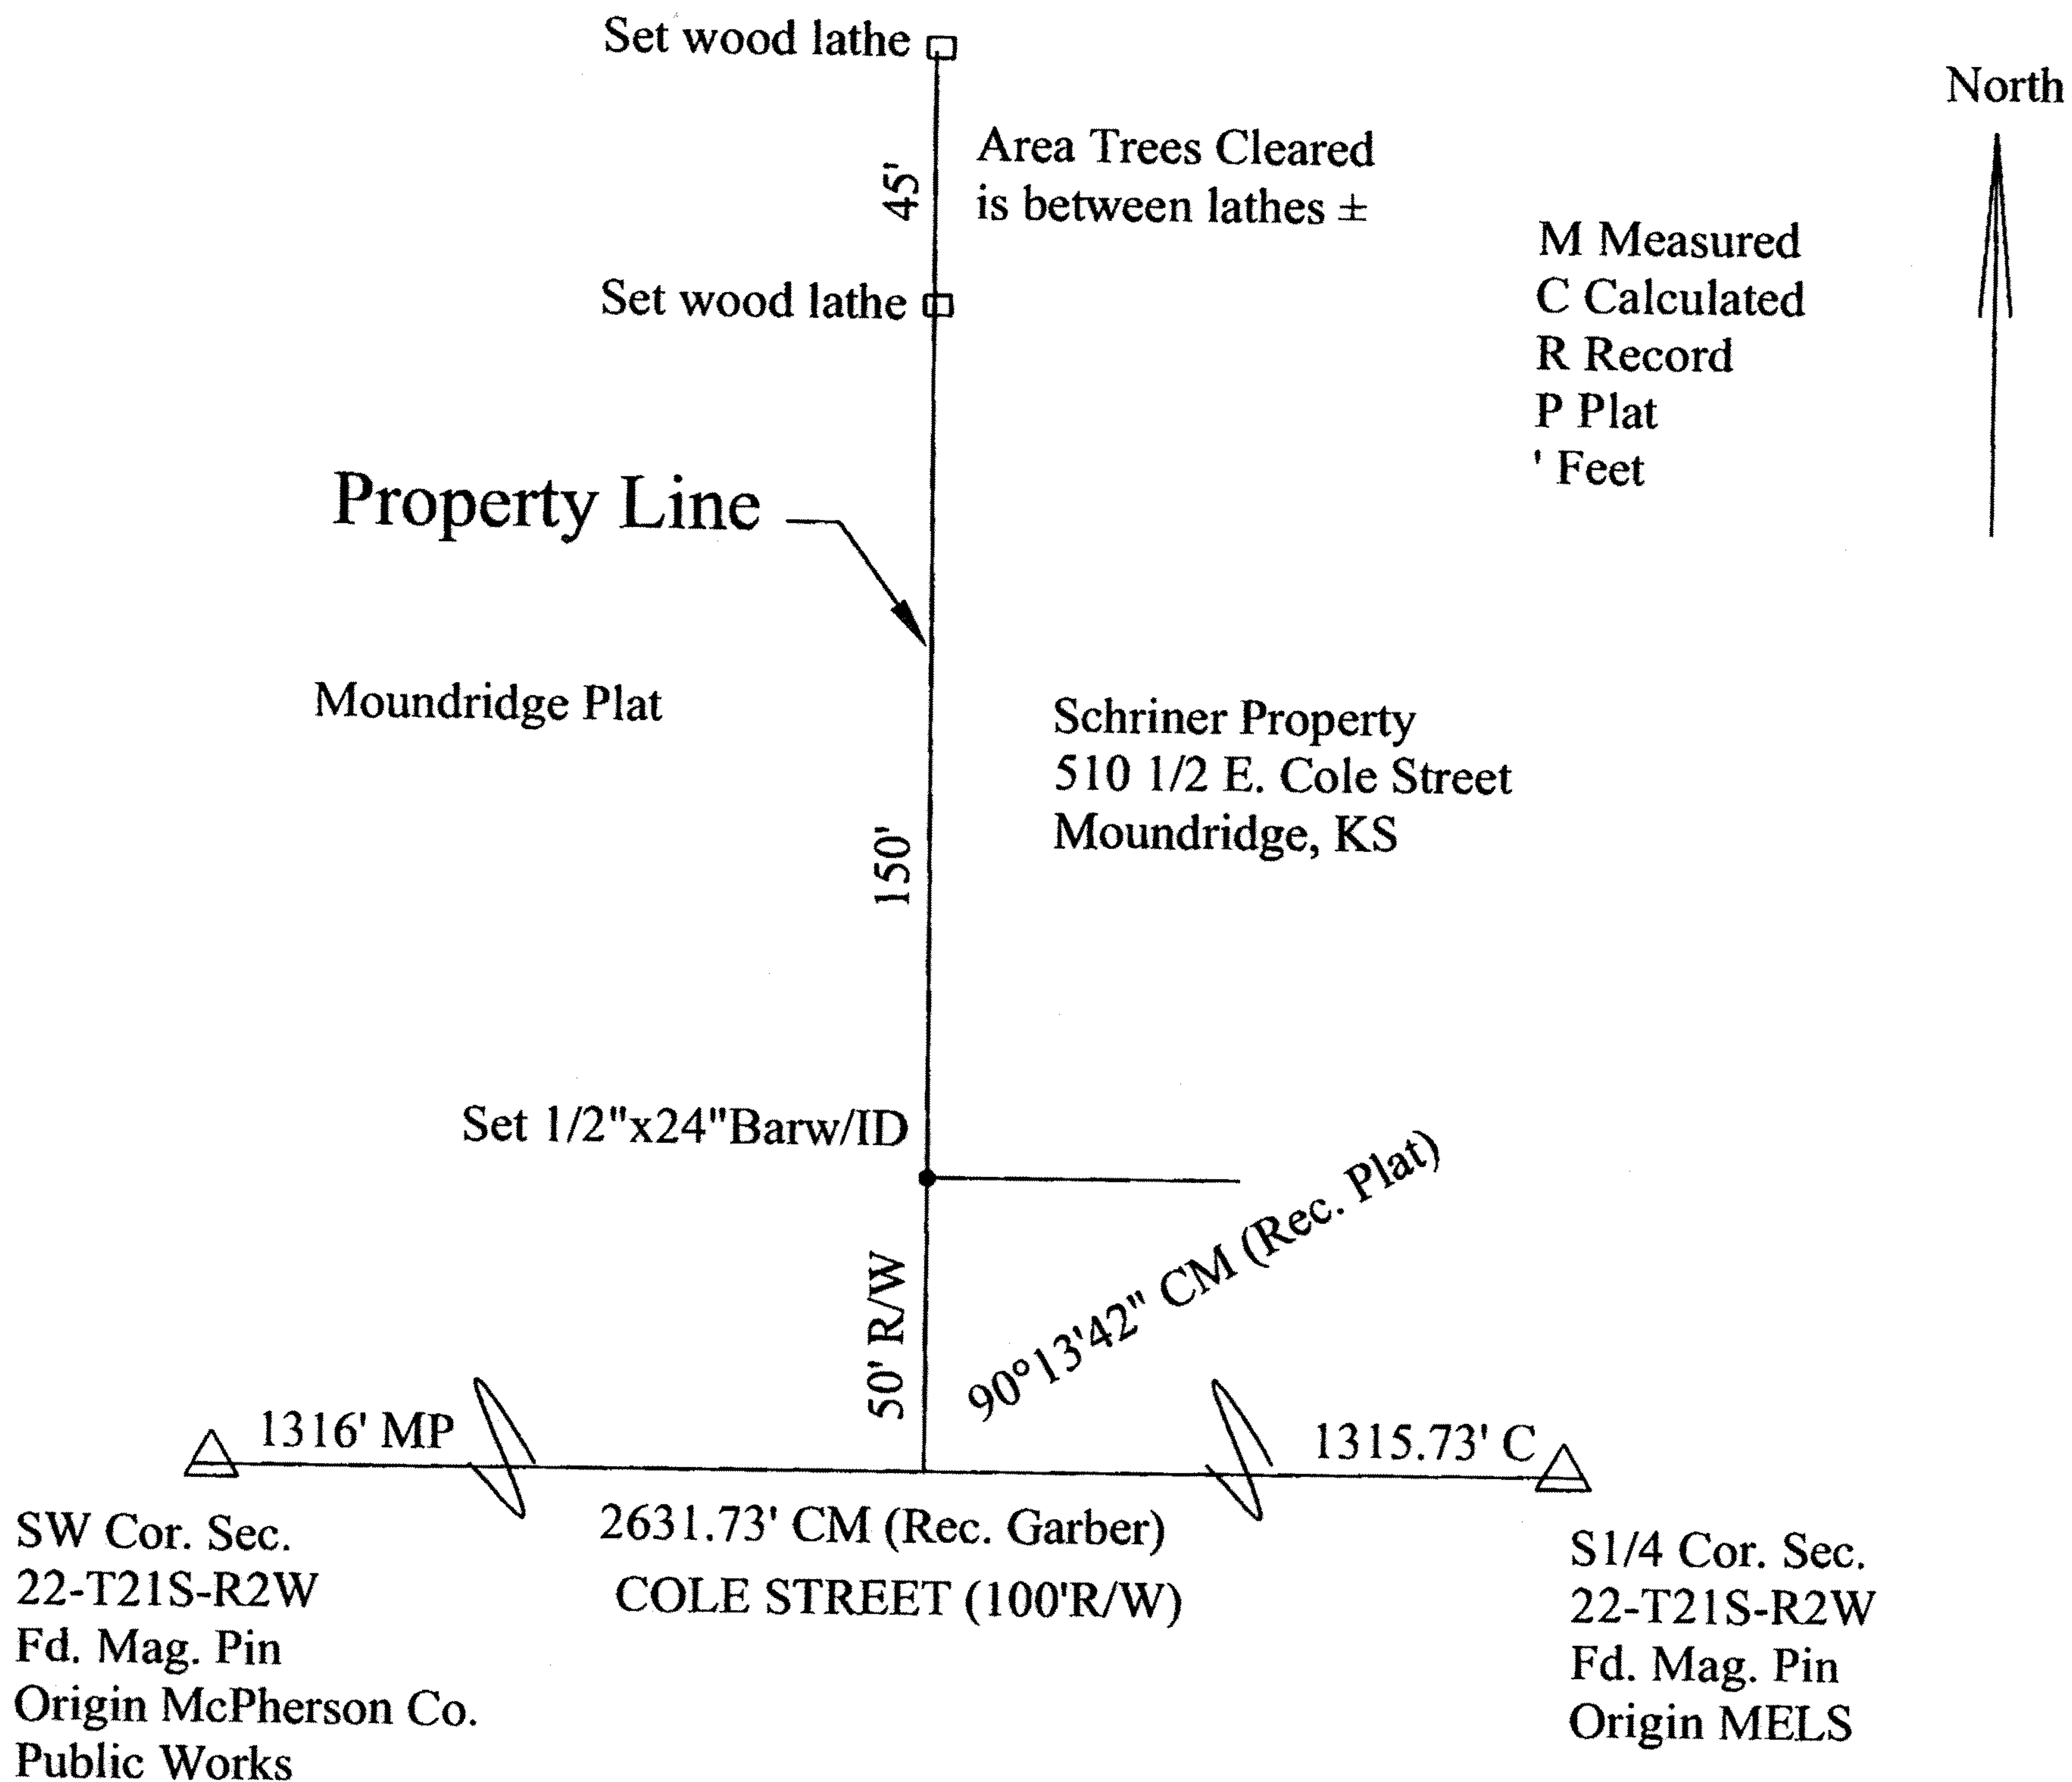 Set wood lathe
North
Area Trees Cleared
is between lathes ±
45'
M Measured
C Calculated
R Record
P Plat
' Feet
Set wood lathe
Property Line
Moundridge Plat
Schriner Property
510 1/2 E. Cole Street
Moundridge, KS
150'
Set 1/2"x24"Barw/ID
90°13'42" CM (Rec. Plat)
50' R/W
1316' MP
1315.73' C
2631.73' CM (Rec. Garber)
COLE STREET (100'R/W)
SW Cor. Sec.
22-T21S-R2W
Fd. Mag. Pin
Origin McPherson Co.
Public Works
S1/4 Cor. Sec.
22-T21S-R2W
Fd. Mag. Pin
Origin MELS